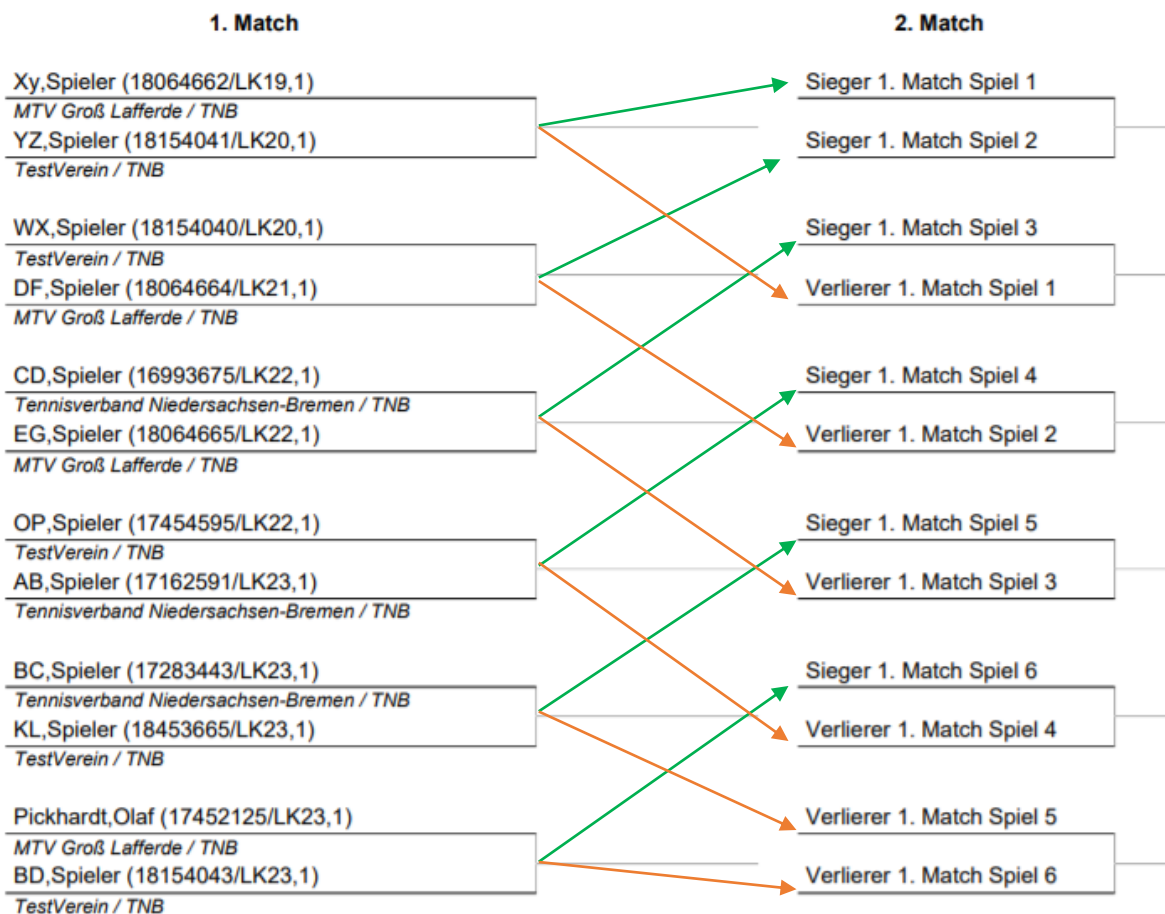 1. Match
2. Match
Xy,Spieler (18064662/LK19,1)
MTV Groß Lafferde / TNB
YZ,Spieler (18154041/LK20,1)
TestVerein / TNB
WX,Spieler (18154040/LK20,1)
TestVerein / TNB
DF,Spieler (18064664/LK21,1)
MTV Groß Lafferde / TNB
CD,Spieler (16993675/LK22,1)
Tennisverband Niedersachsen-Bremen / TNB
EG,Spieler (18064665/LK22,1)
MTV Groß Lafferde / TNB
OP,Spieler (17454595/LK22,1)
TestVerein / TNB
AB,Spieler (17162591/LK23,1)
Tennisverband Niedersachsen-Bremen / TNB
BC,Spieler (17283443/LK23,1)
Tennisverband Niedersachsen-Bremen / TNB
KL,Spieler (18453665/LK23,1)
TestVerein / TNB
Pickhardt,Olaf (17452125/LK23,1)
MTV Groß Lafferde / TNB
BD,Spieler (18154043/LK23,1)
TestVerein / TNB
Sieger 1. Match Spiel 1
Sieger 1. Match Spiel 2
Sieger 1. Match Spiel 3
Verlierer 1. Match Spiel 1
Sieger 1. Match Spiel 4
Verlierer 1. Match Spiel 2
Sieger 1. Match Spiel 5
Verlierer 1. Match Spiel 3
Sieger 1. Match Spiel 6
Verlierer 1. Match Spiel 4
Verlierer 1. Match Spiel 5
Verlierer 1. Match Spiel 6